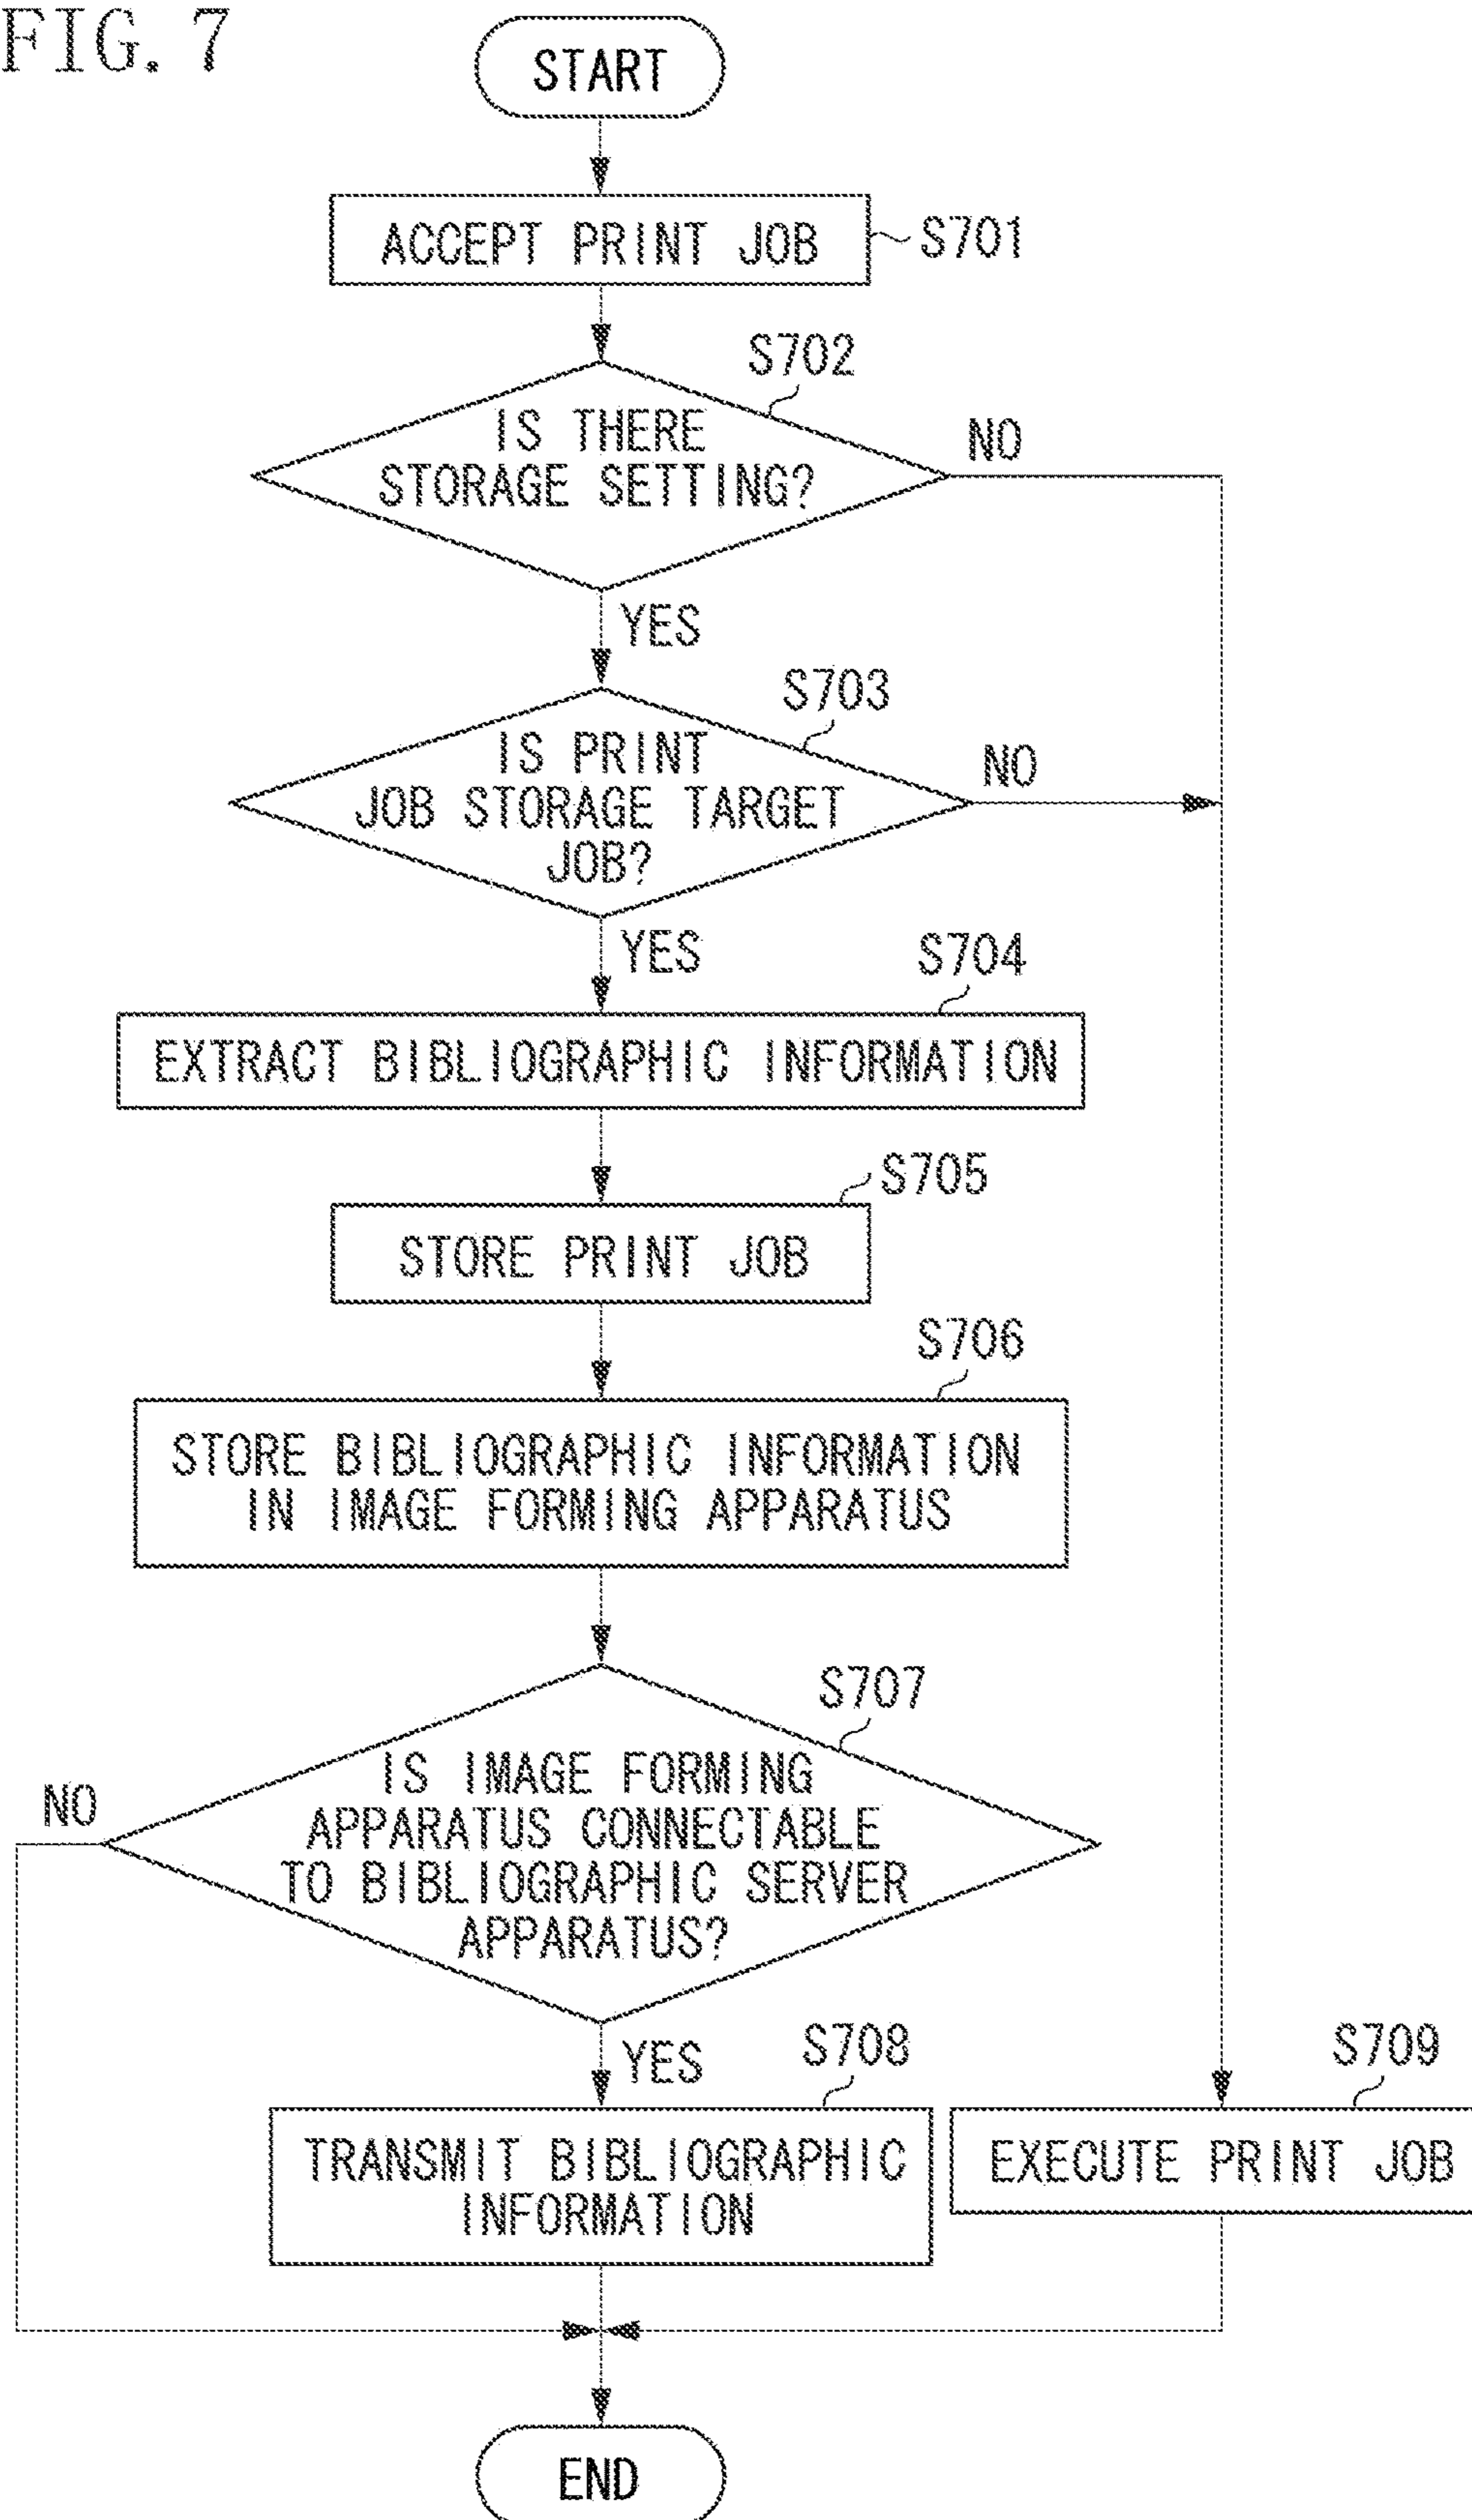 FIG. 7
START
ACCEPT PRINT JOB
S701
S702
IS THERE
STORAGE SETTING?
NO
YES
S703
IS PRINT
JOB STORAGE TARGET
JOB?
NO
YES
S704
EXTRACT BIBLIOGRAPHIC INFORMATION
S705
STORE PRINT JOB
S706
STORE BIBLIOGRAPHIC INFORMATION
IN IMAGE FORMING APPARATUS
S707
IS IMAGE FORMING
APPARATUS CONNECTABLE
TO BIBLIOGRAPHIC SERVER
APPARATUS?
NO
YES
S708
TRANSMIT BIBLIOGRAPHIC
INFORMATION
S709
EXECUTE PRINT JOB
END